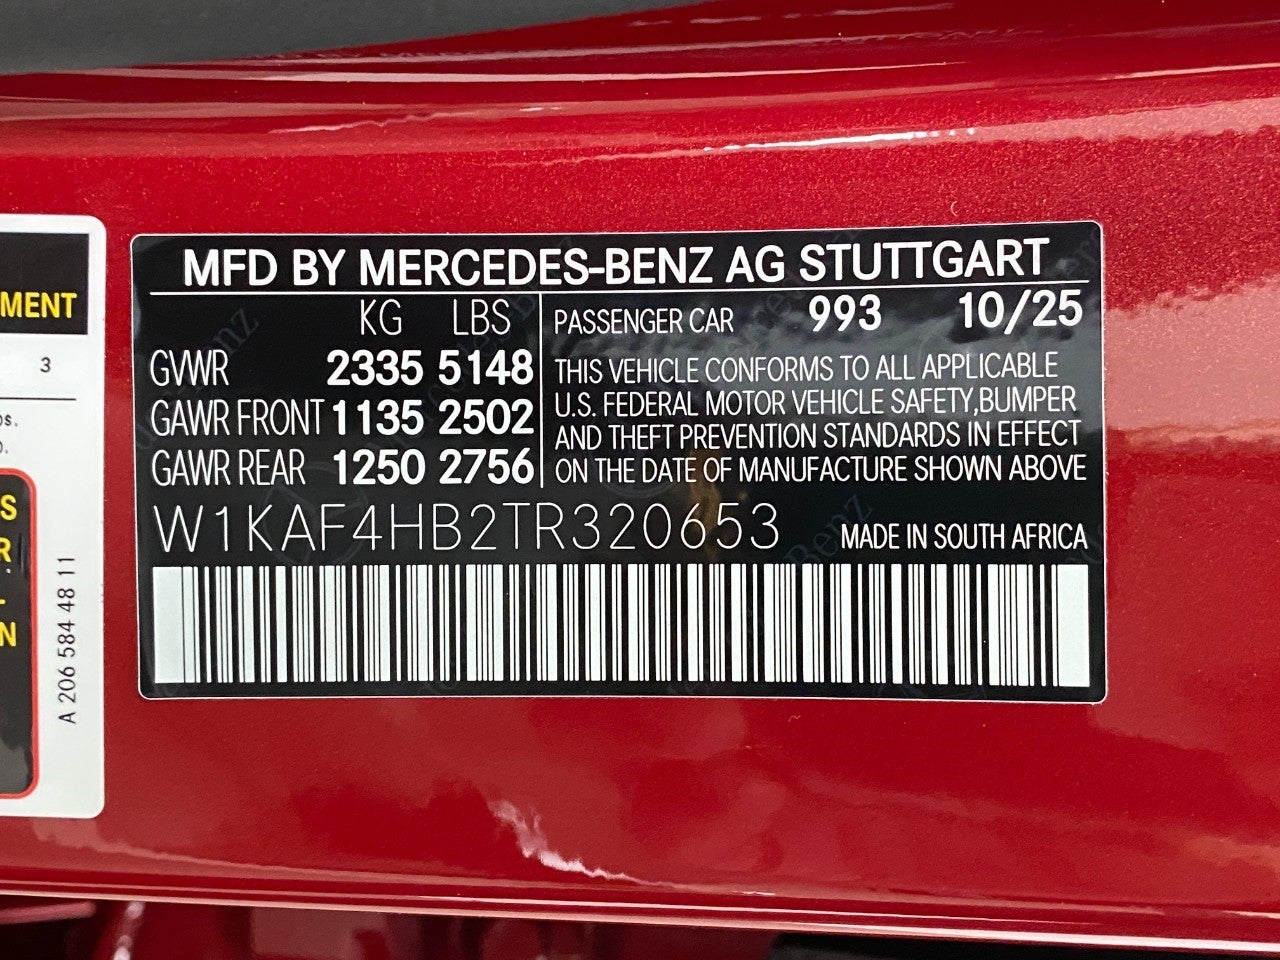 MFD BY MERCEDES-BENZ AG STUTTGART
KG LBS
GVWR 2335 5148
GAWR FRONT 1135 2502
GAWR REAR 1250 2756
PASSENGER CAR 993 10/25
THIS VEHICLE CONFORMS TO ALL APPLICABLE
U.S. FEDERAL MOTOR VEHICLE SAFETY,BUMPER
AND THEFT PREVENTION STANDARDS IN EFFECT
ON THE DATE OF MANUFACTURE SHOWN ABOVE
W1KAF4HB2TR320653
MADE IN SOUTH AFRICA
MENT
3
A 206 584 48 11